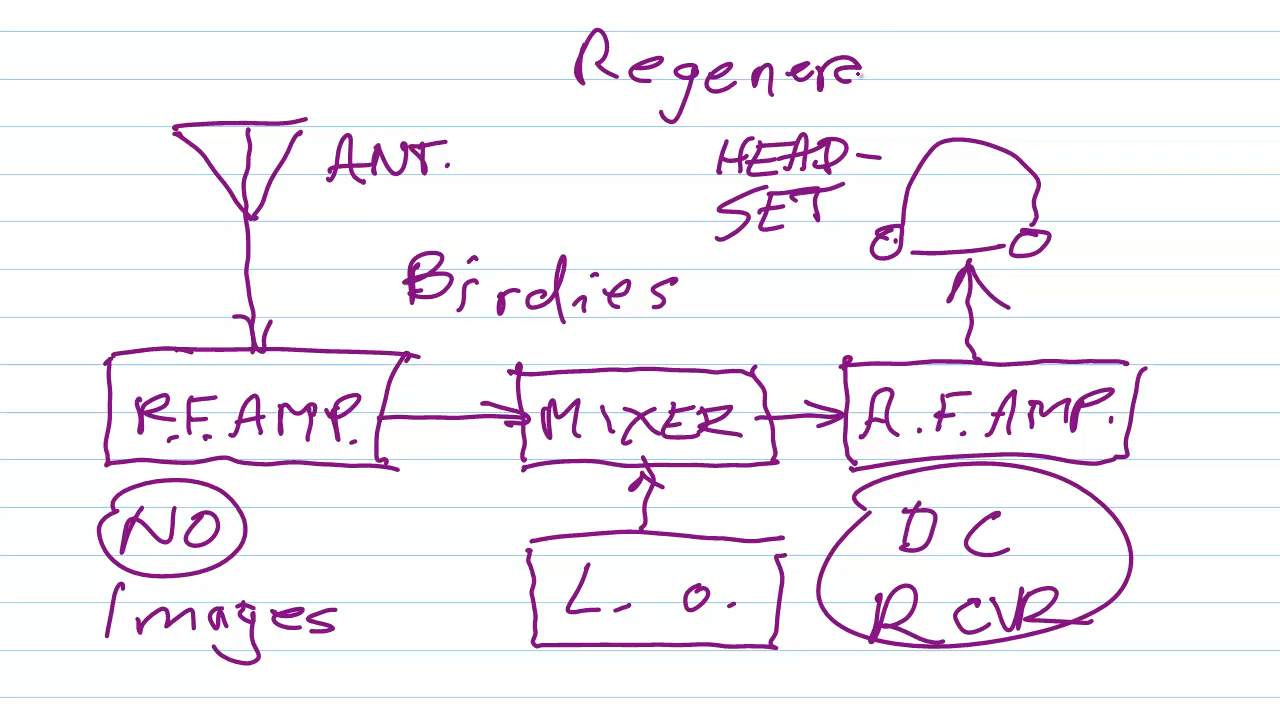 Regenera
ANT.
HEAD-
SET
Birdies
R.F. AMP.
MIXER
A.F. AMP.
NO
Images
L. O.
DC
RCVR